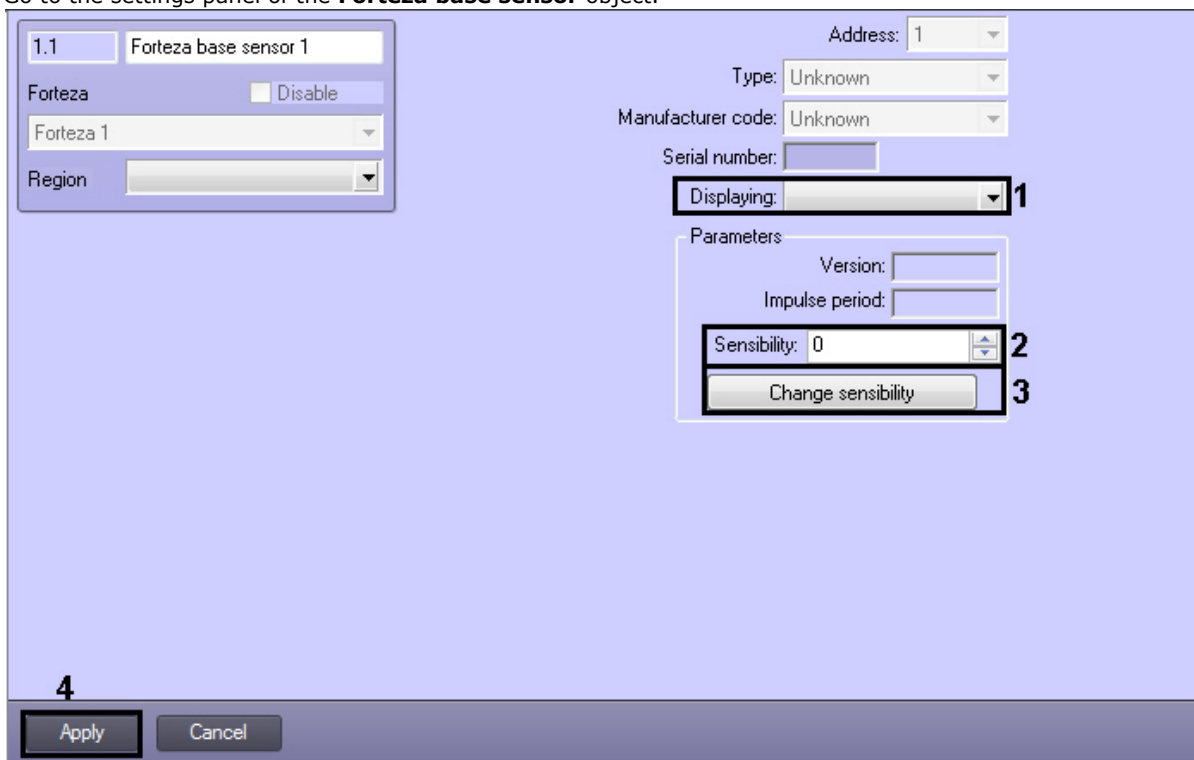 Go to the settings panel of the Forteza base sensor object.
1.1 Forteza base sensor 1
Forteza Disable
Forteza 1
Region
Address: 1
Type: Unknown
Manufacturer code: Unknown
Serial number:
Displaying: 1
Parameters
Version:
Impulse period:
Sensibility: 0 2
Change sensibility 3
4
Apply Cancel